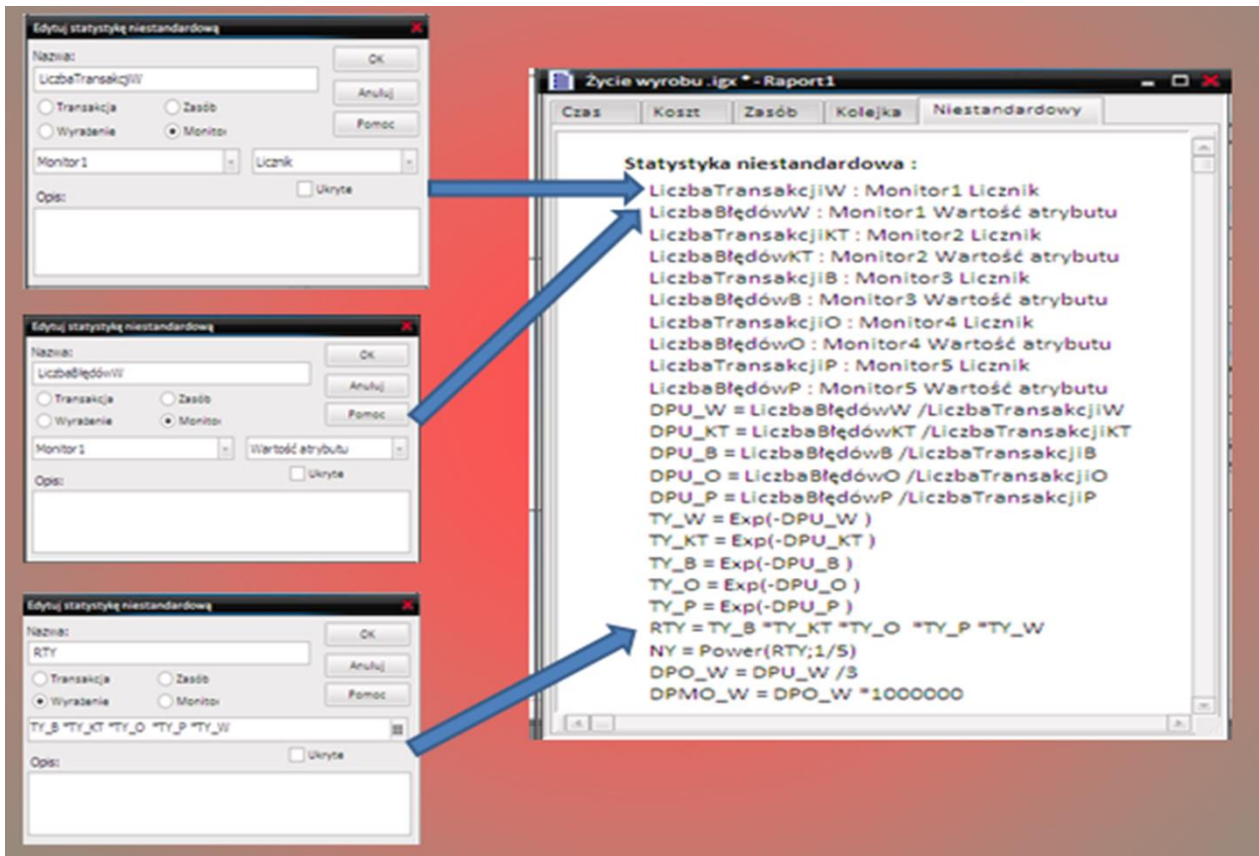 Edytuj statystykę niestandardową
Nazwa:
LiczbaTransakcjiW
OK
Anuluj
Pomoc
Transakcja
Zasób
Wyrażenie
Monitor
Monitor1
Licznik
Ukryte
Opis:
Edytuj statystykę niestandardową
Nazwa:
LiczbaBłędówW
OK
Anuluj
Pomoc
Transakcja
Zasób
Wyrażenie
Monitor
Monitor1
Wartość atrybutu
Ukryte
Opis:
Edytuj statystykę niestandardową
Nazwa:
RTY
OK
Anuluj
Pomoc
Transakcja
Zasób
Wyrażenie
Monitor
TY_B *TY_KT *TY_O *TY_P *TY_W
Ukryte
Opis:
Życie wyrobu .igx * - Raport1
Czas Koszt Zasób Kolejka Niestandardowy
Statystyka niestandardowa :
LiczbaTransakcjiW : Monitor1 Licznik
LiczbaBłędówW : Monitor1 Wartość atrybutu
LiczbaTransakcjiKT : Monitor2 Licznik
LiczbaBłędówKT : Monitor2 Wartość atrybutu
LiczbaTransakcjiB : Monitor3 Licznik
LiczbaBłędówB : Monitor3 Wartość atrybutu
LiczbaTransakcjiO : Monitor4 Licznik
LiczbaBłędówO : Monitor4 Wartość atrybutu
LiczbaTransakcjiP : Monitor5 Licznik
LiczbaBłędówP : Monitor5 Wartość atrybutu
DPU_W = LiczbaBłędówW /LiczbaTransakcjiW
DPU_KT = LiczbaBłędówKT /LiczbaTransakcjiKT
DPU_B = LiczbaBłędówB /LiczbaTransakcjiB
DPU_O = LiczbaBłędówO /LiczbaTransakcjiO
DPU_P = LiczbaBłędówP /LiczbaTransakcjiP
TY_W = Exp(-DPU_W )
TY_KT = Exp(-DPU_KT )
TY_B = Exp(-DPU_B )
TY_O = Exp(-DPU_O )
TY_P = Exp(-DPU_P )
RTY = TY_B *TY_KT *TY_O *TY_P *TY_W
NY = Power(RTY;1/5)
DPO_W = DPU_W /3
DPMO_W = DPO_W *1000000